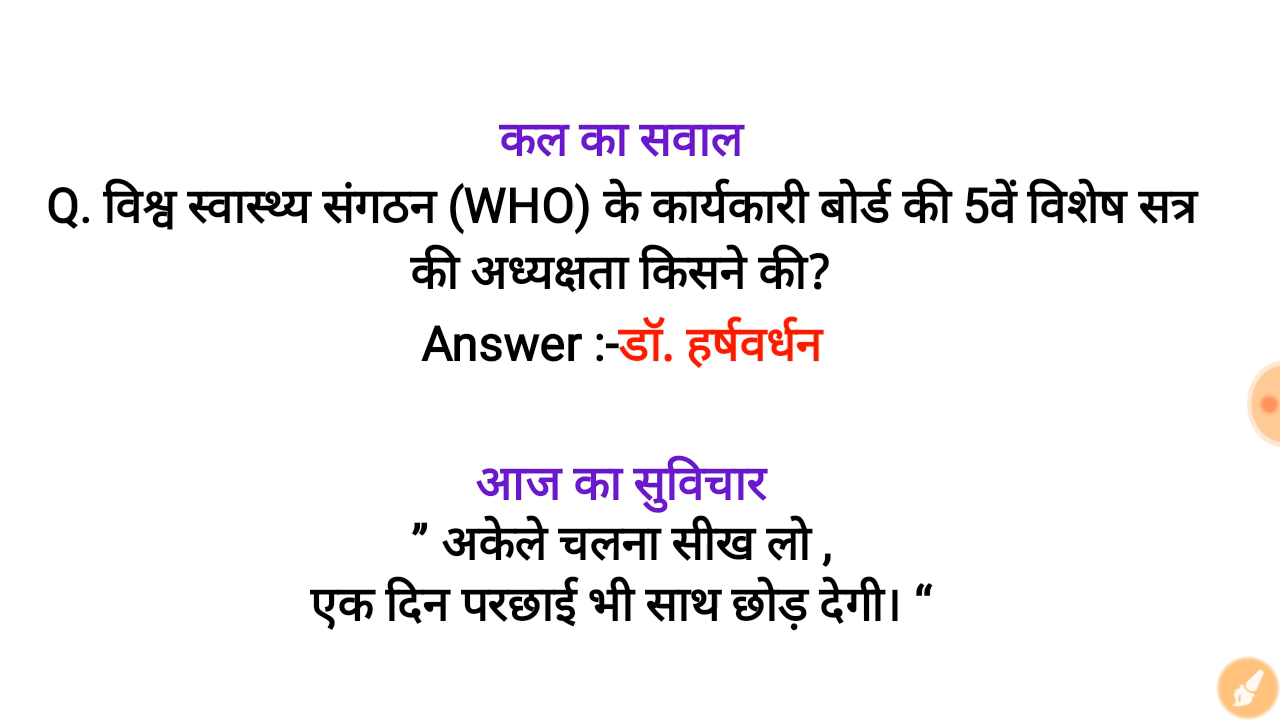 कल का सवाल
Q. विश्व स्वास्थ्य संगठन (WHO) के कार्यकारी बोर्ड की 5वें विशेष सत्र
की अध्यक्षता किसने की?
Answer :-डॉ. हर्षवर्धन
आज का सुविचार
” अकेले चलना सीख लो ,
एक दिन परछाई भी साथ छोड़ देगी। “